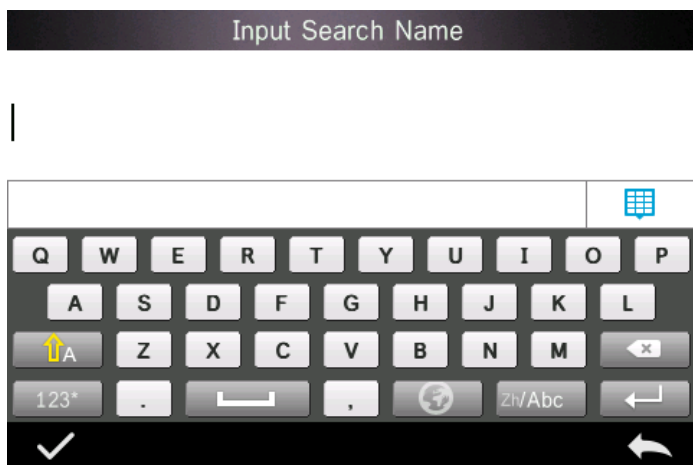 Input Search Name
Q W E R T Y U I O P
A S D F G H J K L
A Z X C V B N M
123* . , Zh/Abc